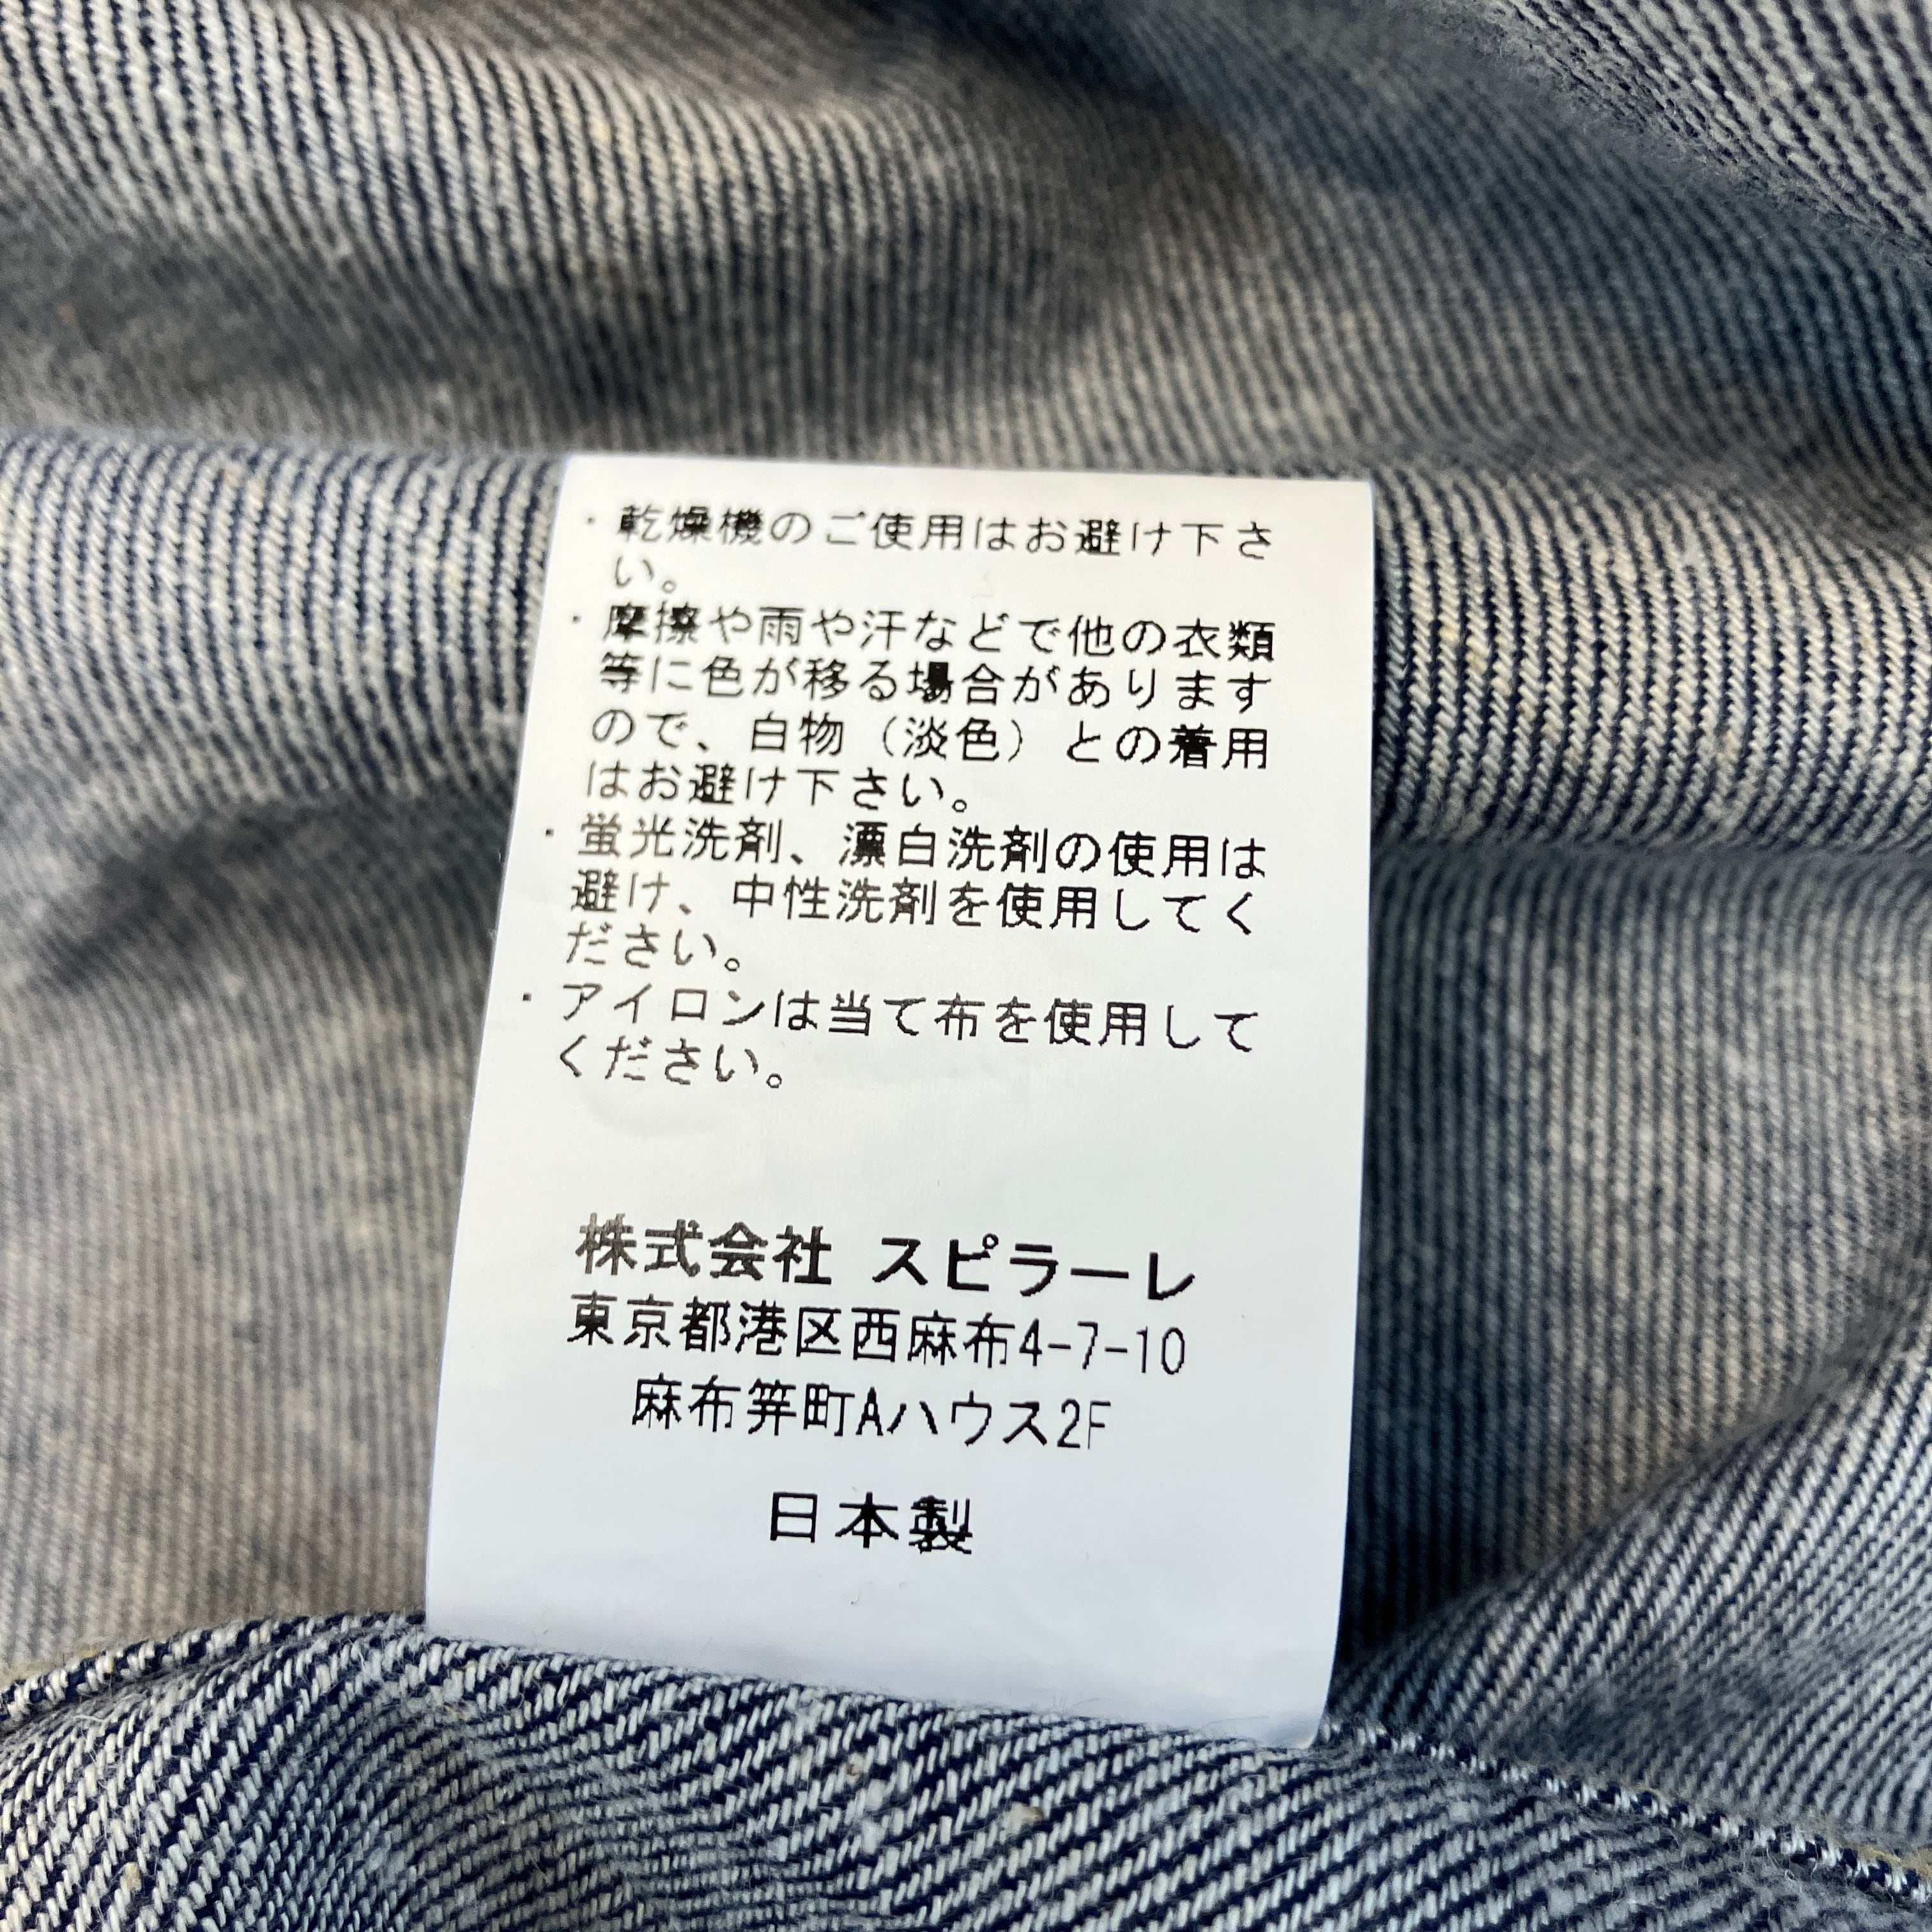 ・乾燥機のご使用はお避け下さ
い。
・摩擦や雨や汗などで他の衣類
等に色が移る場合があります
ので、白物（淡色）との着用
はお避け下さい。
・蛍光洗剤、漂白洗剤の使用は
避け、中性洗剤を使用してく
ださい。
・アイロンは当て布を使用して
ください。
株式会社 スピラーレ
東京都港区西麻布4-7-10
麻布笄町Aハウス2F
日本製